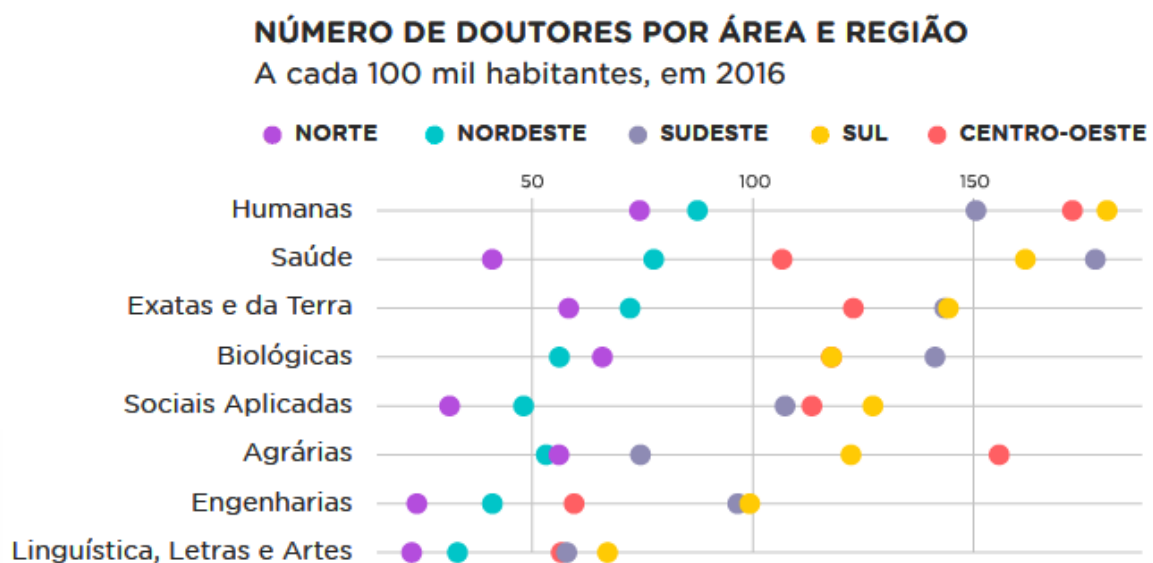 NÚMERO DE DOUTORES POR ÁREA E REGIÃO
A cada 100 mil habitantes, em 2016
NORTE NORDESTE SUDESTE SUL CENTRO-OESTE
50 100 150
Humanas
Saúde
Exatas e da Terra
Biológicas
Sociais Aplicadas
Agrárias
Engenharias
Linguística, Letras e Artes